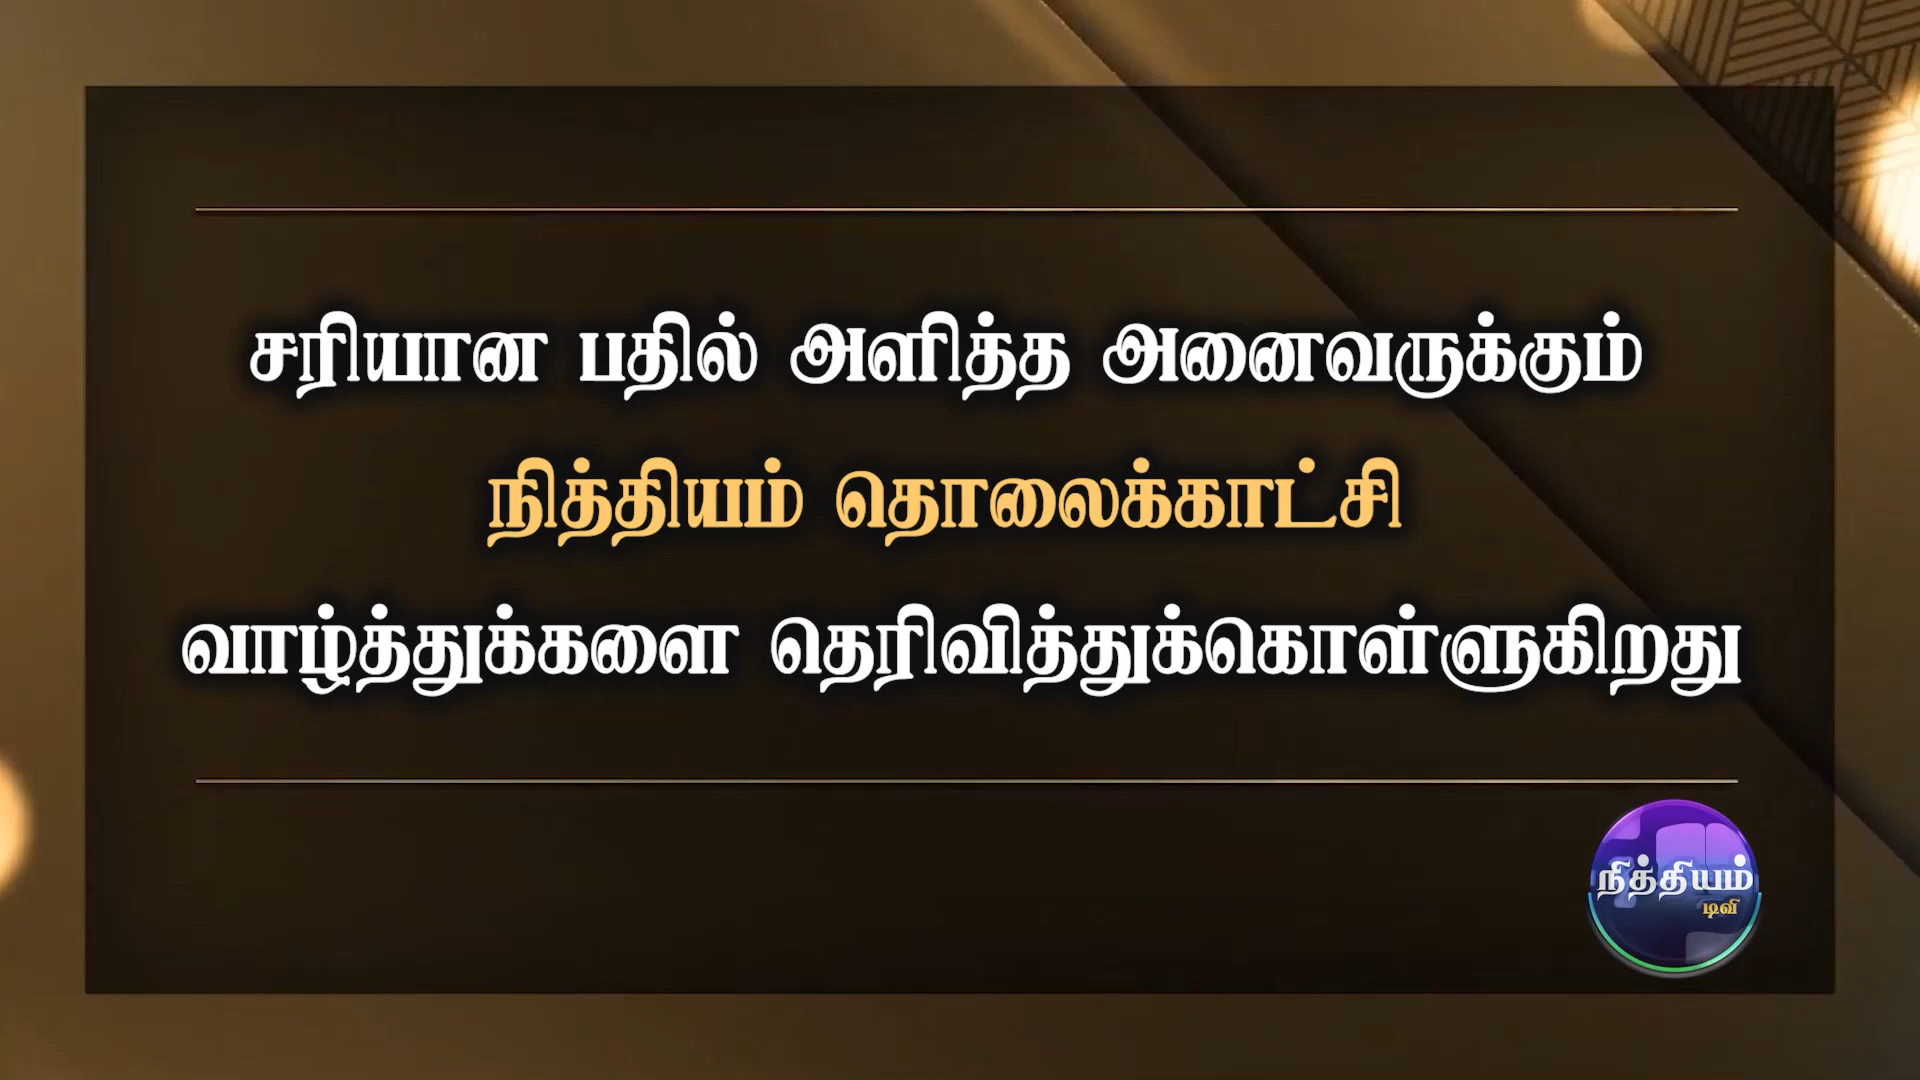 சரியான பதில் அளித்த அனைவருக்கும்
நித்தியம் தொலைக்காட்சி
வாழ்த்துக்களை தெரிவித்துக்கொள்ளுகிறது
நித்தியம்
டிவி